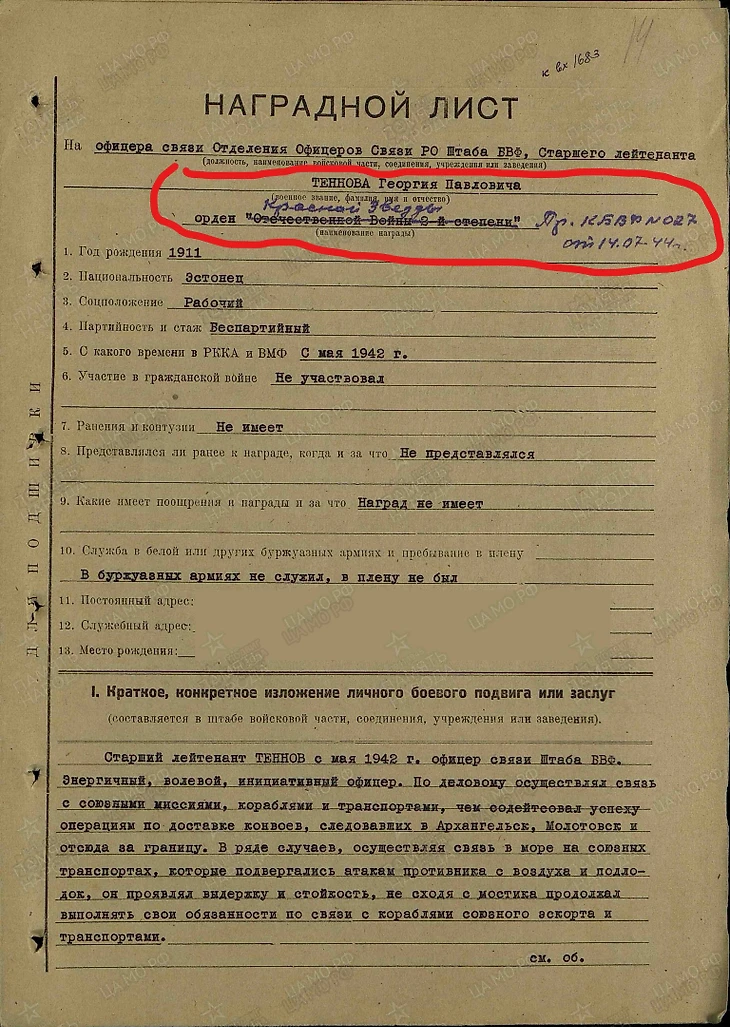 14
к вх 1683
НАГРАДНОЙ ЛИСТ
На офицера связи Отделения Офицеров Связи РО Штаба БВФ, Старшего лейтенанта
(должность, наименование войсковой части, соединения, учреждения или заведения)
ТЕННОВА Георгия Павловича
(военное звание, фамилия, имя и отчество)
Красной Звезды
орден "Отечественной Войны 2-й степени" Пр. КБВФ №027
(наименование награды)
от 14.07.44г.
1. Год рождения 1911
2. Национальность Эстонец
3. Соцположение Рабочий
4. Партийность и стаж Беспартийный
5. С какого времени в РККА и ВМФ С мая 1942 г.
6. Участие в гражданской войне Не участвовал
7. Ранения и контузии Не имеет
8. Представлялся ли ранее к награде, когда и за что Не представлялся
9. Какие имеет поощрения и награды и за что Наград не имеет
10. Служба в белой или других буржуазных армиях и пребывание в плену
В буржуазных армиях не служил, в плену не был
11. Постоянный адрес:
12. Служебный адрес:
13. Место рождения:
ДЛЯ ПОДШИВКИ
I. Краткое, конкретное изложение личного боевого подвига или заслуг
(составляется в штабе войсковой части, соединения, учреждения или заведения).
Старший лейтенант ТЕННОВ с мая 1942 г. офицер связи Штаба БВФ.
Энергичный, волевой, инициативный офицер. По деловому осуществлял связь
с союзными миссиями, кораблями и транспортами, чем содейтсовал успеху
операциям по доставке конвоев, следовавших в Архангельск, Молотовск и
отсюда за границу. В ряде случаев, осуществляя связь в море на союзных
транспортах, которые подвергались атакам противника с воздуха и подло-
док, он проявлял выдержку и стойкость, не сходя с мостика продолжал
выполнять свои обязанности по связи с кораблями союзного эскорта и
транспортами.
см. об.
ЦАМО.РФ